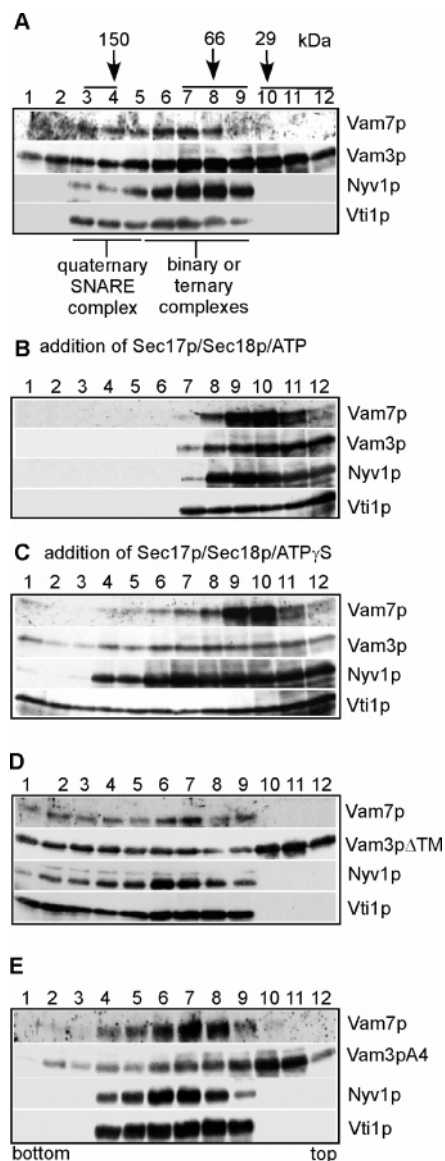 A
150 66 29 kDa
1 2 3 4 5 6 7 8 9 10 11 12
Vam7p
Vam3p
Nyv1p
Vti1p
quaternary SNARE complex
binary or ternary complexes
B addition of Sec17p/Sec18p/ATP
1 2 3 4 5 6 7 8 9 10 11 12
Vam7p
Vam3p
Nyv1p
Vti1p
C addition of Sec17p/Sec18p/ATPγS
1 2 3 4 5 6 7 8 9 10 11 12
Vam7p
Vam3p
Nyv1p
Vti1p
D
1 2 3 4 5 6 7 8 9 10 11 12
Vam7p
Vam3pΔTM
Nyv1p
Vti1p
E
1 2 3 4 5 6 7 8 9 10 11 12
Vam7p
Vam3pA4
Nyv1p
Vti1p
bottom top